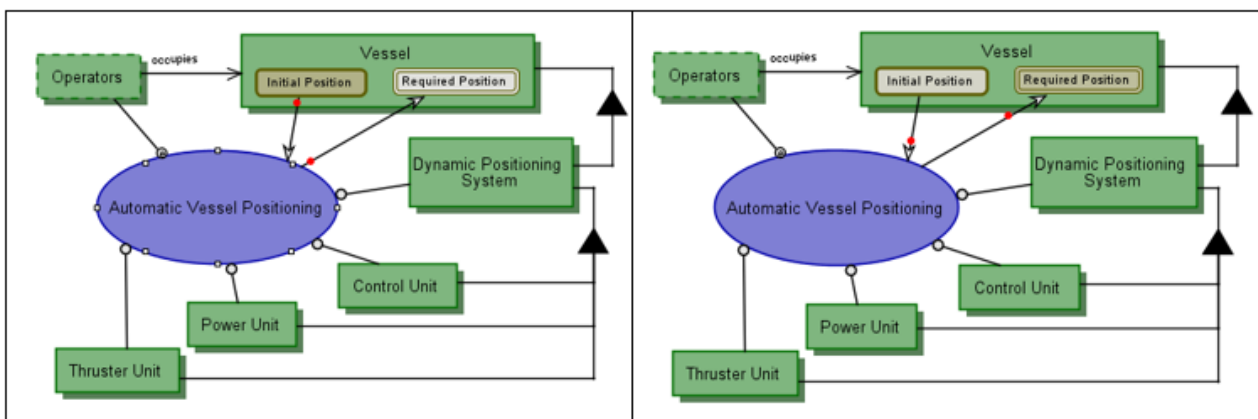 Vessel
occupies
Operators
Initial Position
Required Position
Dynamic Positioning
System
Automatic Vessel Positioning
Control Unit
Power Unit
Thruster Unit
Vessel
occupies
Operators
Initial Position
Required Position
Dynamic Positioning
System
Automatic Vessel Positioning
Control Unit
Power Unit
Thruster Unit